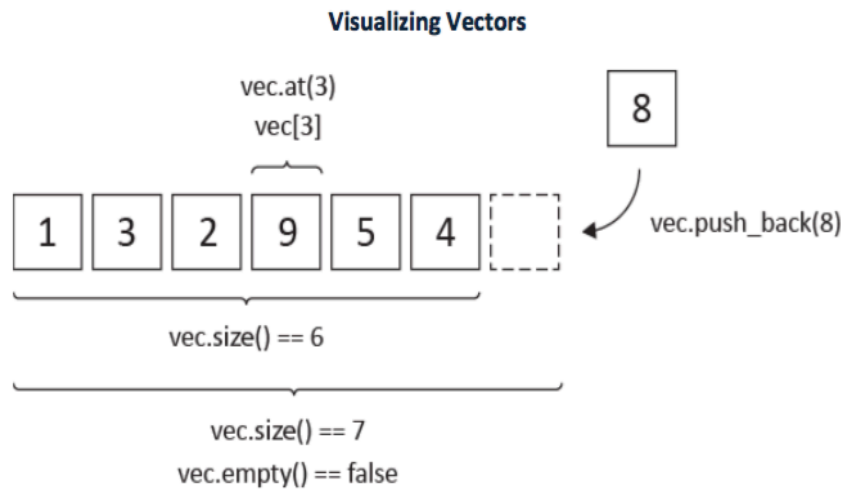 Visualizing Vectors
vec.at(3)
vec[3]
8
1 3 2 9 5 4
vec.push_back(8)
vec.size() == 6
vec.size() == 7
vec.empty() == false